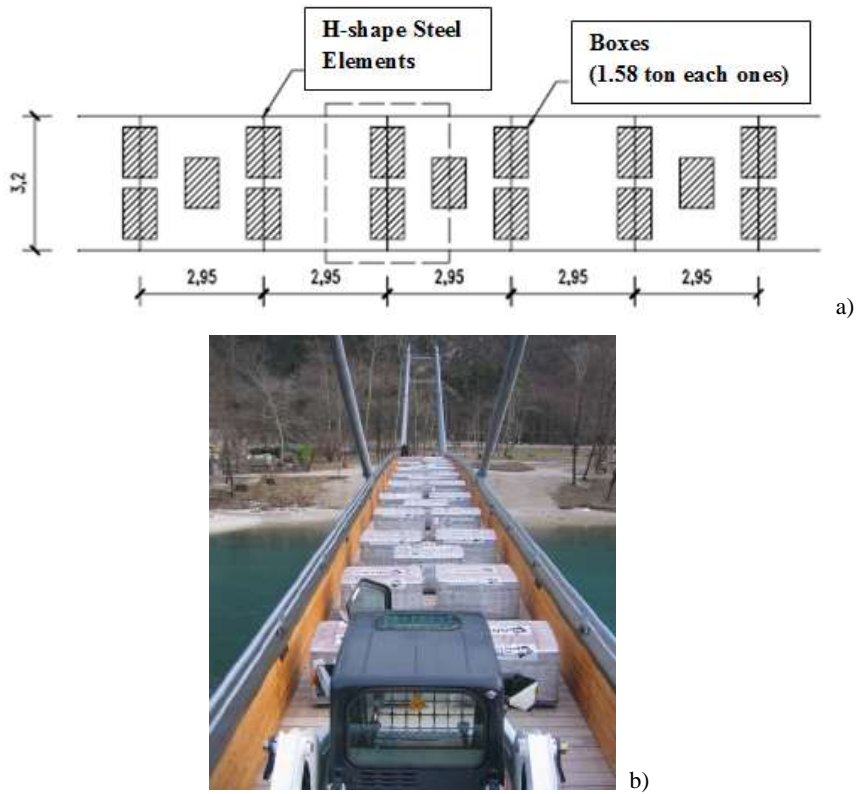 H-shape Steel
Elements
Boxes
(1.58 ton each ones)
3,2
2,95 2,95 2,95 2,95 2,95
a)
b)